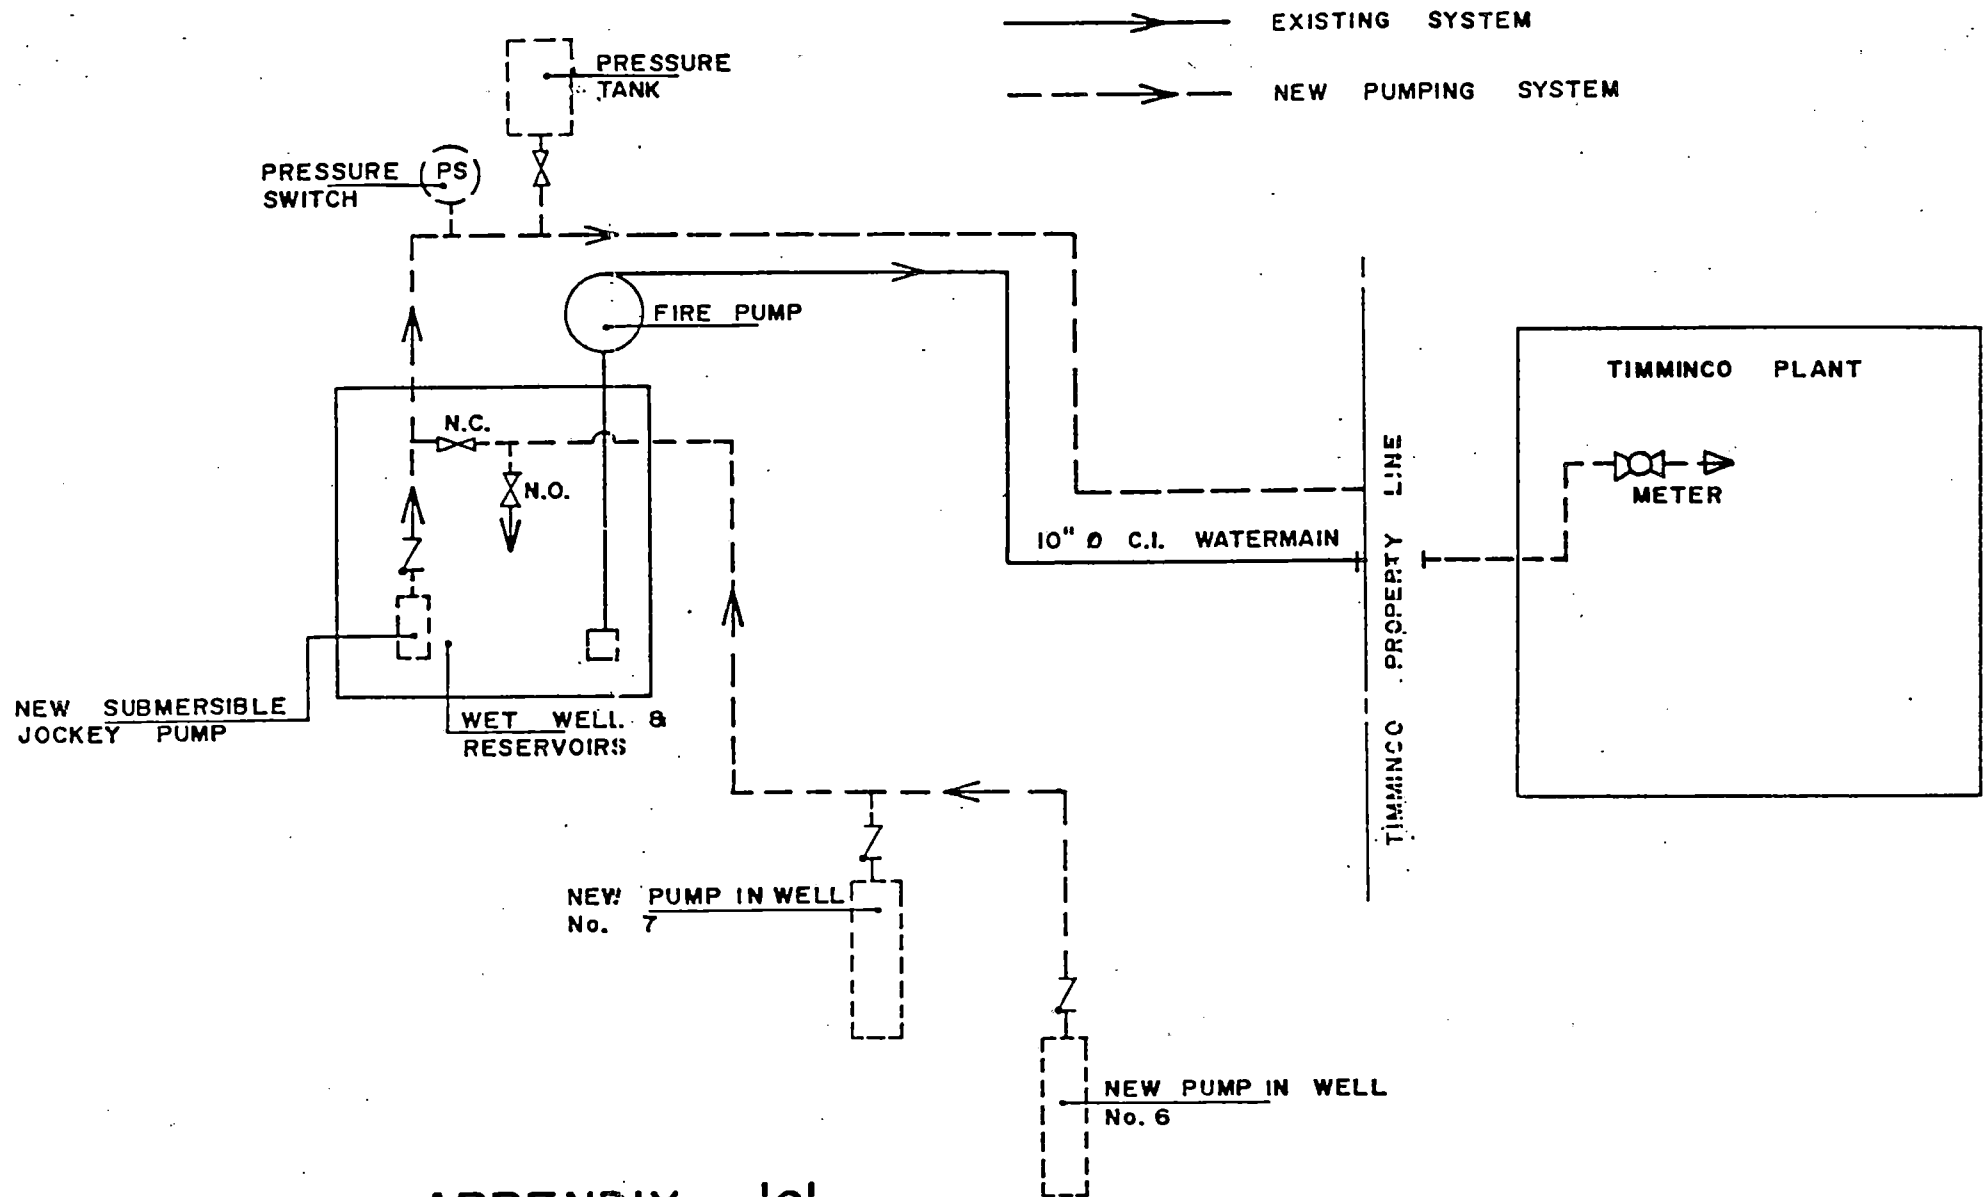 EXISTING SYSTEM
NEW PUMPING SYSTEM
PRESSURE
TANK
PRESSURE
SWITCH
PS
FIRE PUMP
TIMMINCO PLANT
N.C.
N.O.
METER
10" Ø C.I. WATERMAIN
TIMMINCO PROPERTY LINE
NEW SUBMERSIBLE
JOCKEY PUMP
WET WELL &
RESERVOIRS
NEW PUMP IN WELL
No. 7
NEW PUMP IN WELL
No. 6
APPENDIX